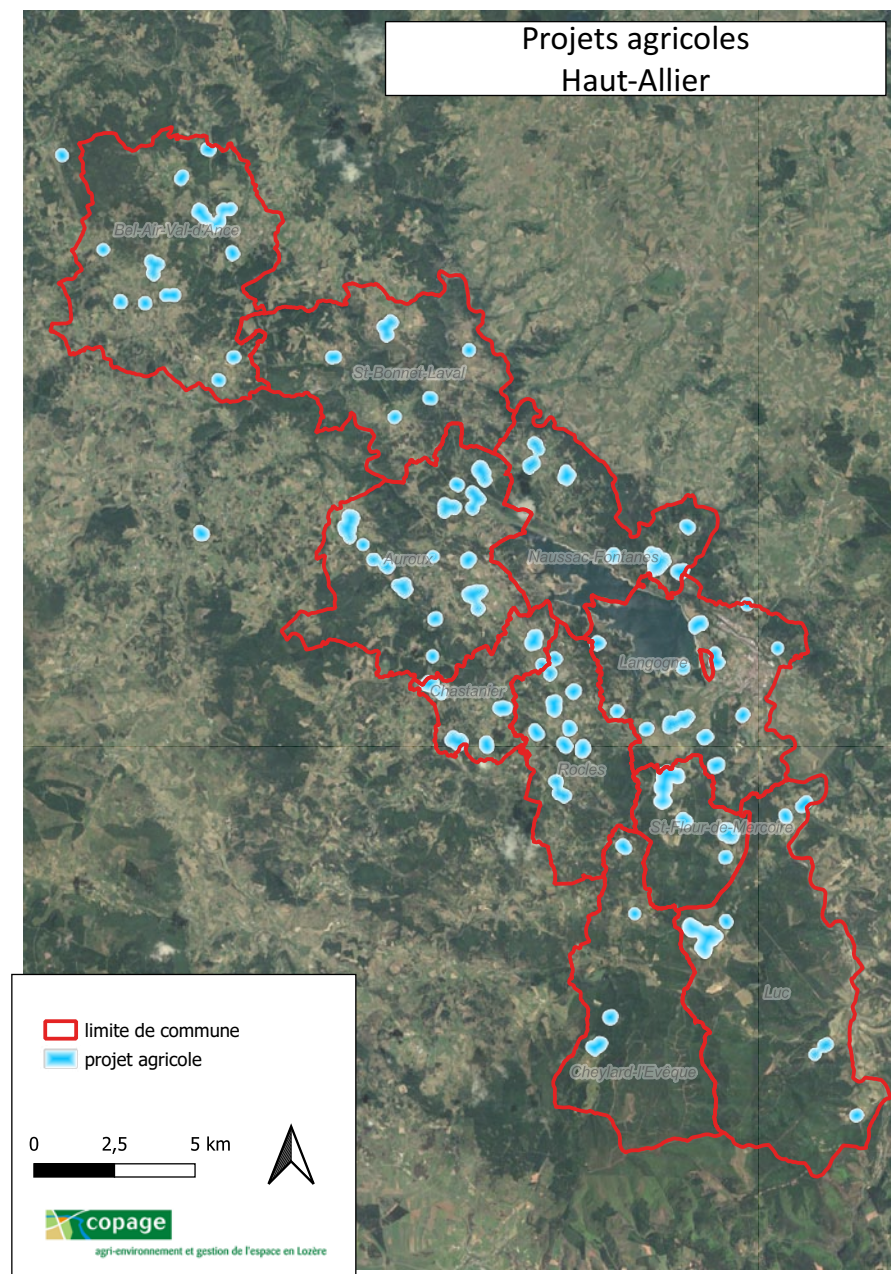 Projets agricoles
Haut-Allier
Bel-Air-Val-d'Ance
St-Bonnet-Laval
Auroux
Naussac-Fontanes
Langogne
Chastanier
Rocles
St-Fleur-de-Mercoire
Luc
Cheylard-l'Evêque
limite de commune
projet agricole
0 2,5 5 km
copage
agri-environnement et gestion de l'espace en Lozère